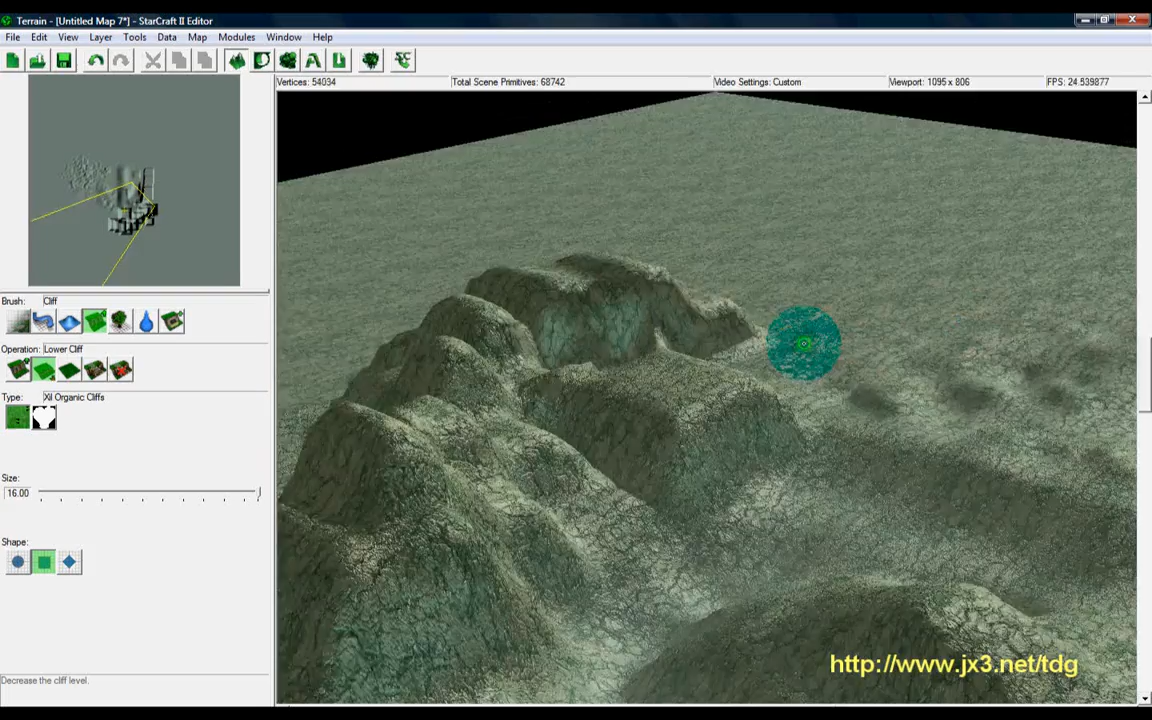 Terrain - [Untitled Map 7*] - StarCraft II Editor
File Edit View Layer Tools Data Map Modules Window Help
Vertices: 54034 Total Scene Primitives: 68742 Video Settings: Custom Viewport: 1095 x 806 FPS: 24.539877
Brush: Cliff
Operation: Lower Cliff
Type: Xil Organic Cliffs
Size:
16.00
Shape:
Decrease the cliff level.
http://www.jx3.net/tdg